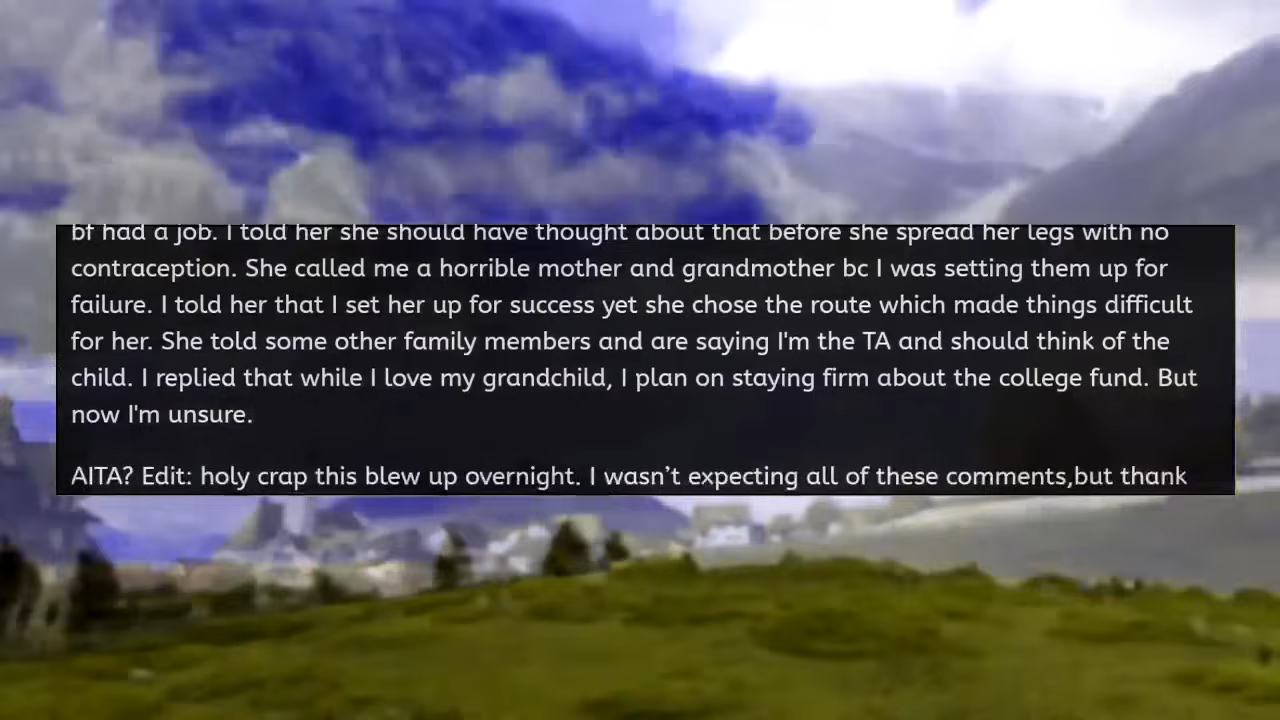 bf had a job. I told her she should have thought about that before she spread her legs with no
contraception. She called me a horrible mother and grandmother bc I was setting them up for
failure. I told her that I set her up for success yet she chose the route which made things difficult
for her. She told some other family members and are saying I'm the TA and should think of the
child. I replied that while I love my grandchild, I plan on staying firm about the college fund. But
now I'm unsure.
AITA? Edit: holy crap this blew up overnight. I wasn’t expecting all of these comments,but thank